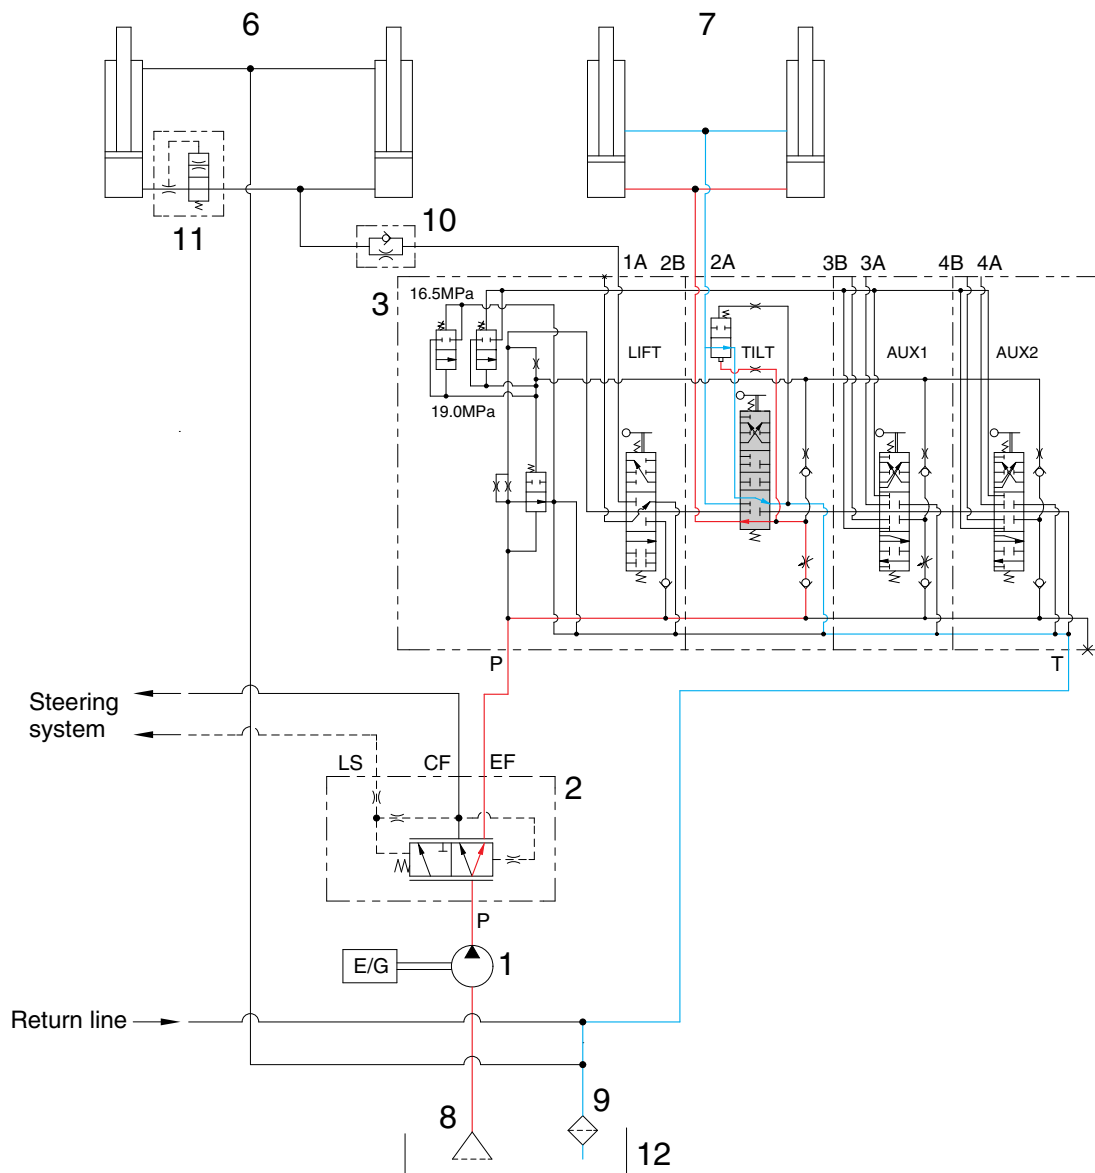 6
7
11
10
1A
2B
2A
3B
3A
4B
4A
3
16.5MPa
LIFT
TILT
AUX1
AUX2
19.0MPa
P
T
Steering
system
LS
CF
EF
2
P
E/G
1
Return line
8
9
12